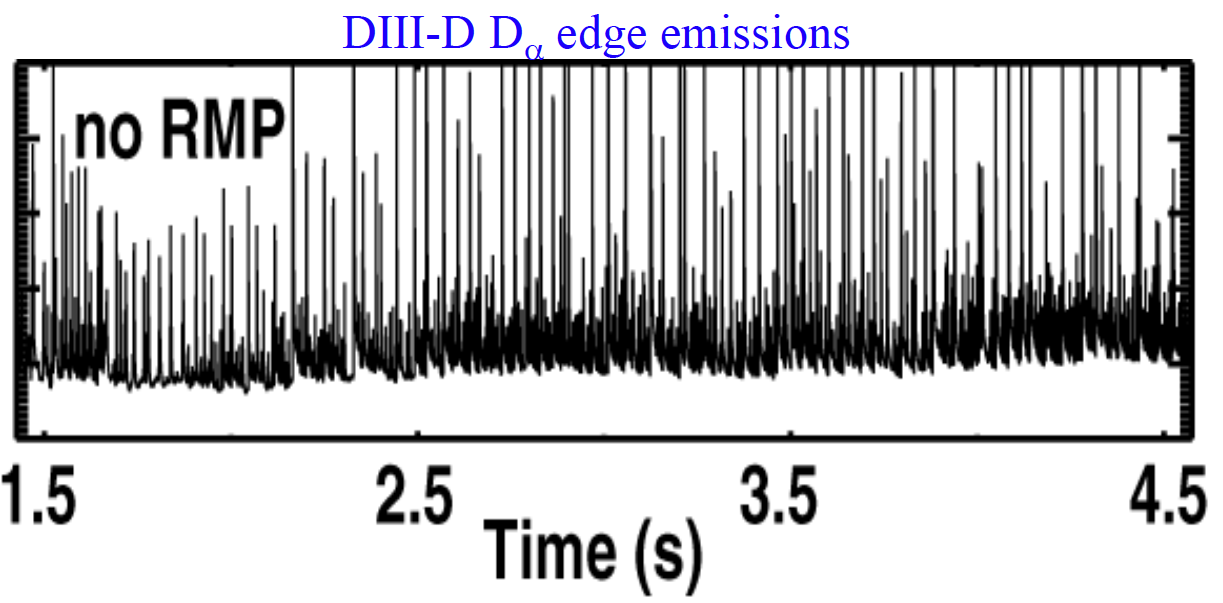 DIII-D Dα edge emissions
no RMP
1.5 2.5 3.5 4.5
Time (s)